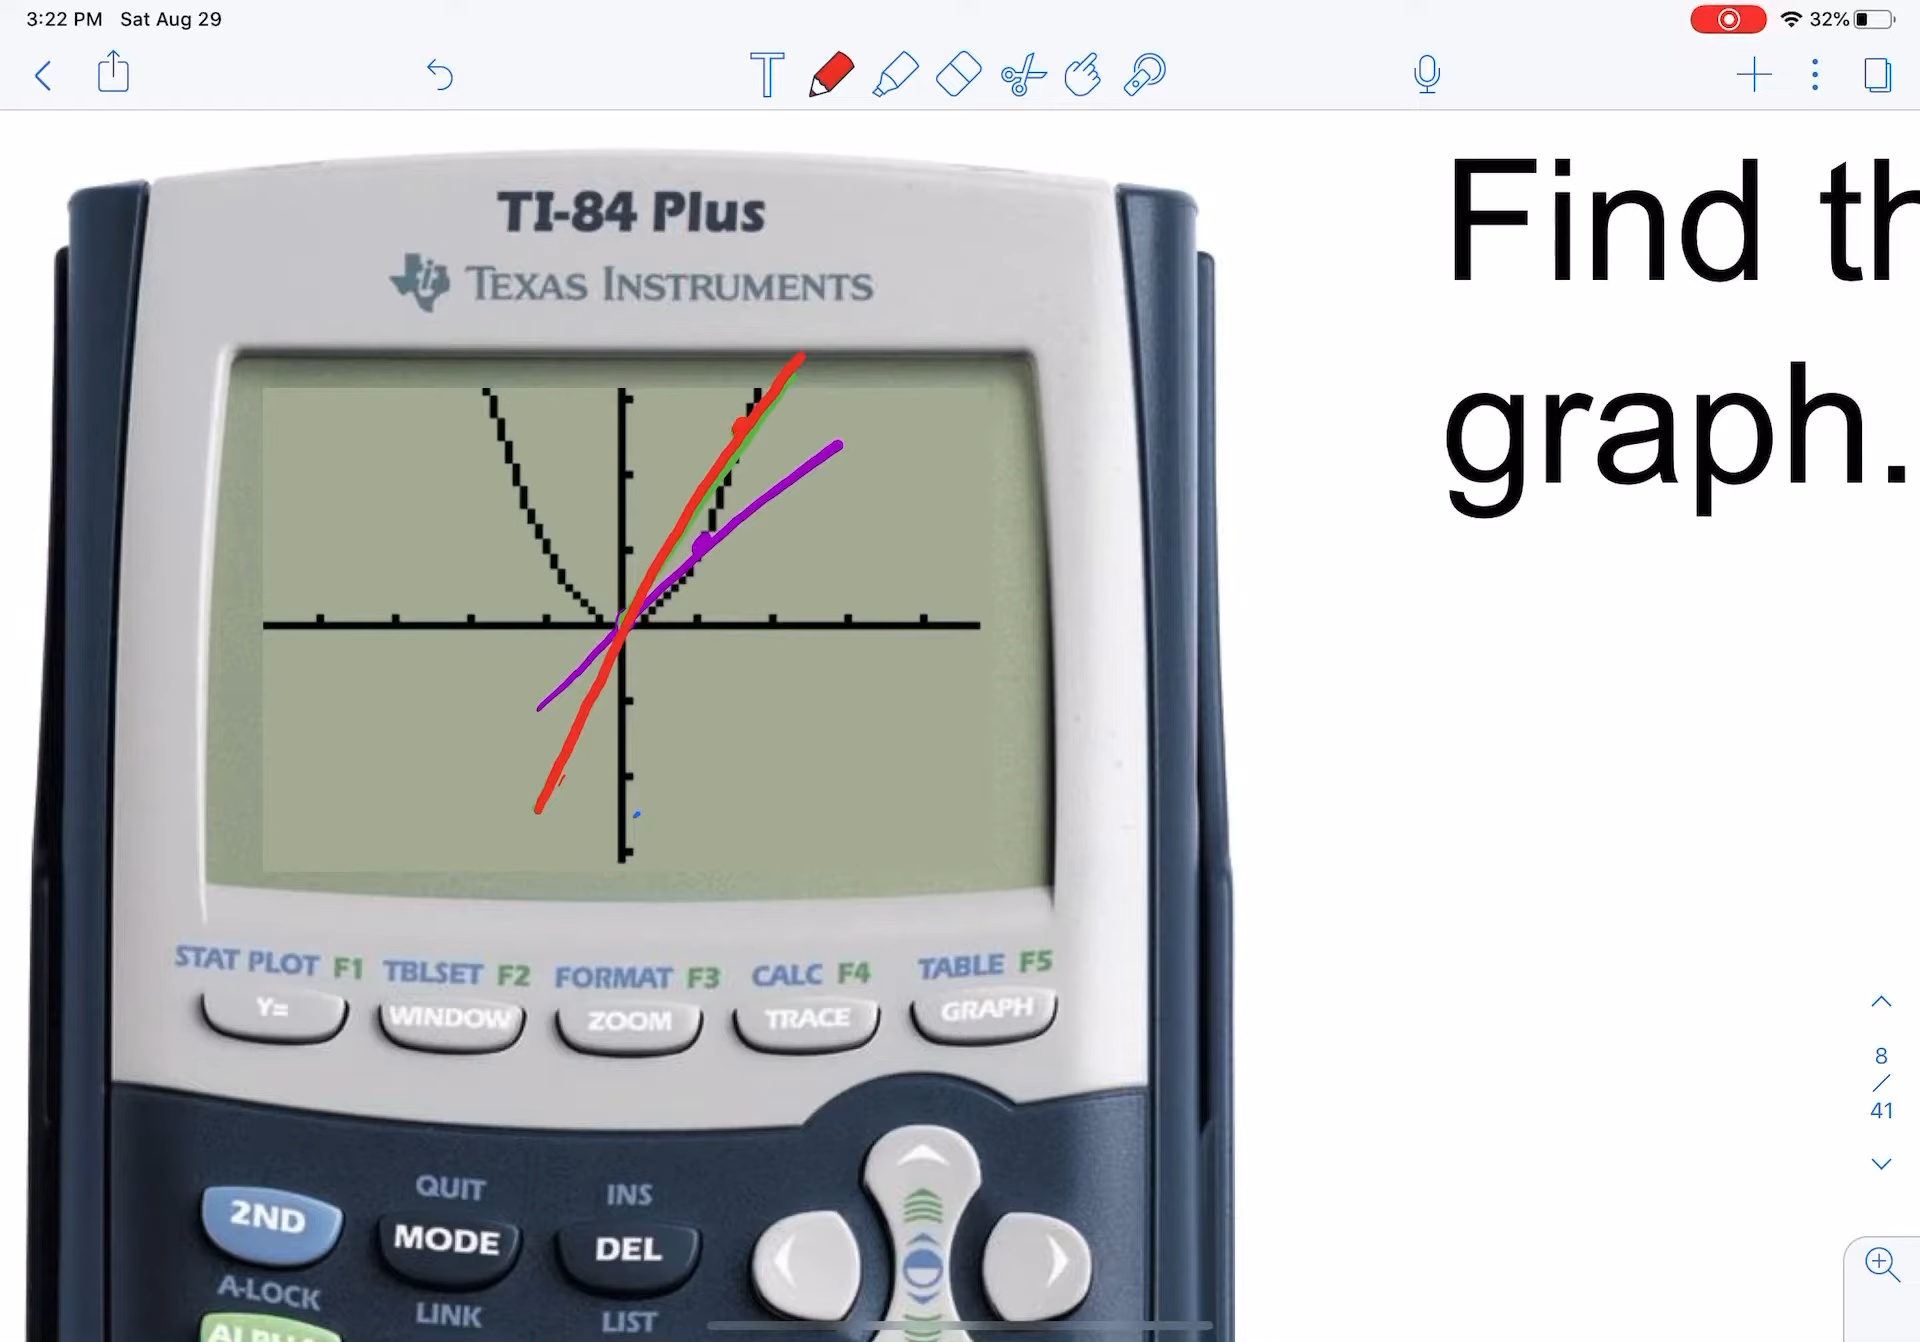 3:22 PM Sat Aug 29
32%
Find th
graph.
TI-84 Plus
TEXAS INSTRUMENTS
STAT PLOT F1 TBLSET F2 FORMAT F3 CALC F4 TABLE F5
Y= WINDOW ZOOM TRACE GRAPH
8
/
41
QUIT INS
2ND MODE DEL
A-LOCK LINK LIST
ALPHA